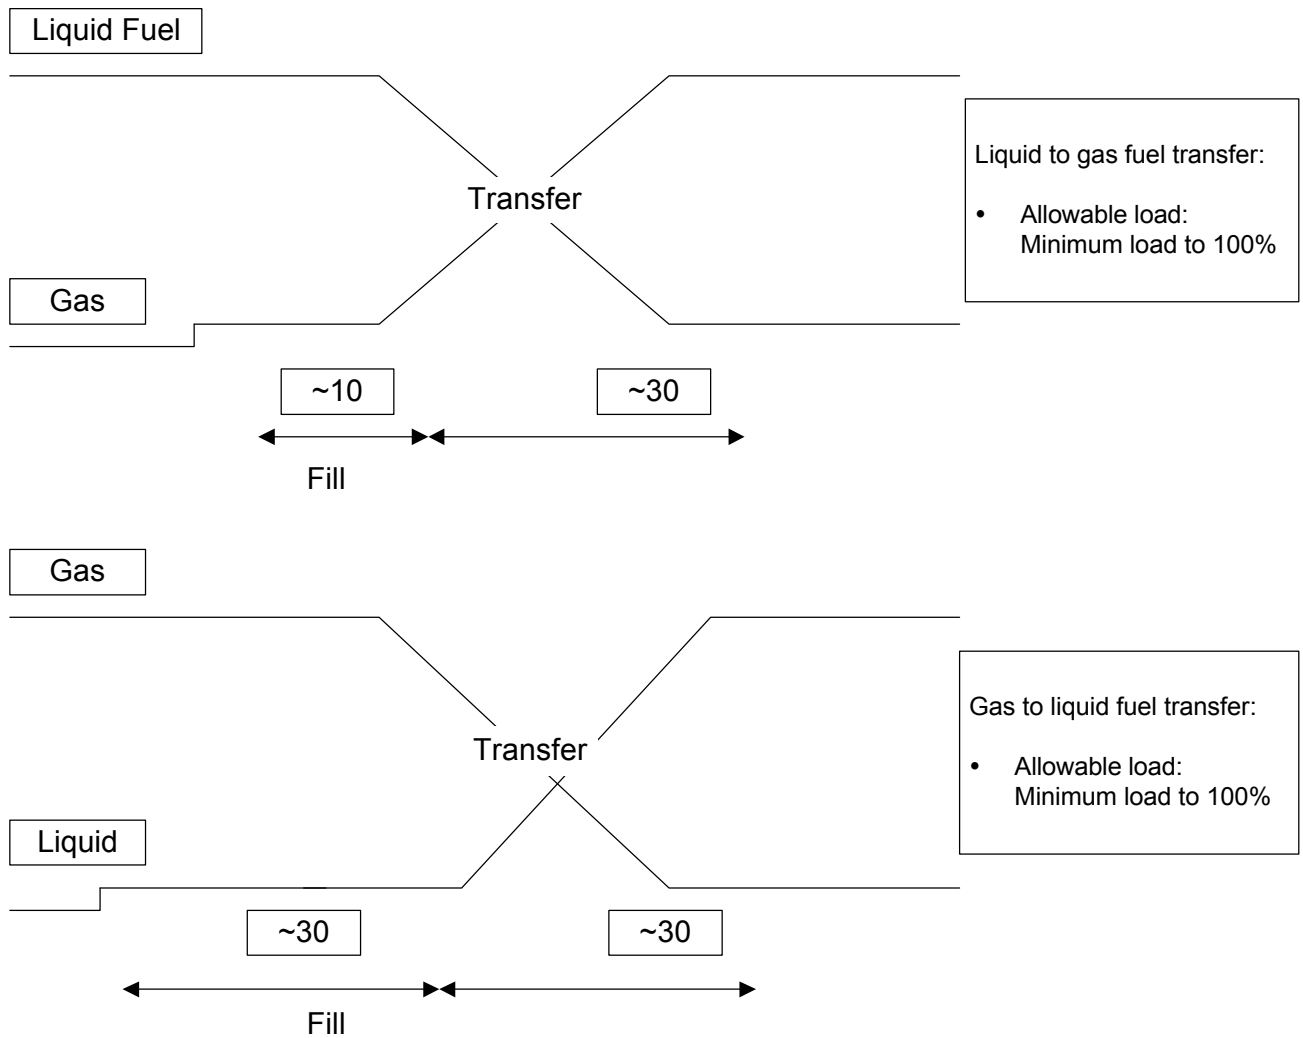 Liquid Fuel
Transfer
Liquid to gas fuel transfer:
• Allowable load:
Minimum load to 100%
Gas
~10
~30
Fill
Gas
Transfer
Gas to liquid fuel transfer:
• Allowable load:
Minimum load to 100%
Liquid
~30
~30
Fill